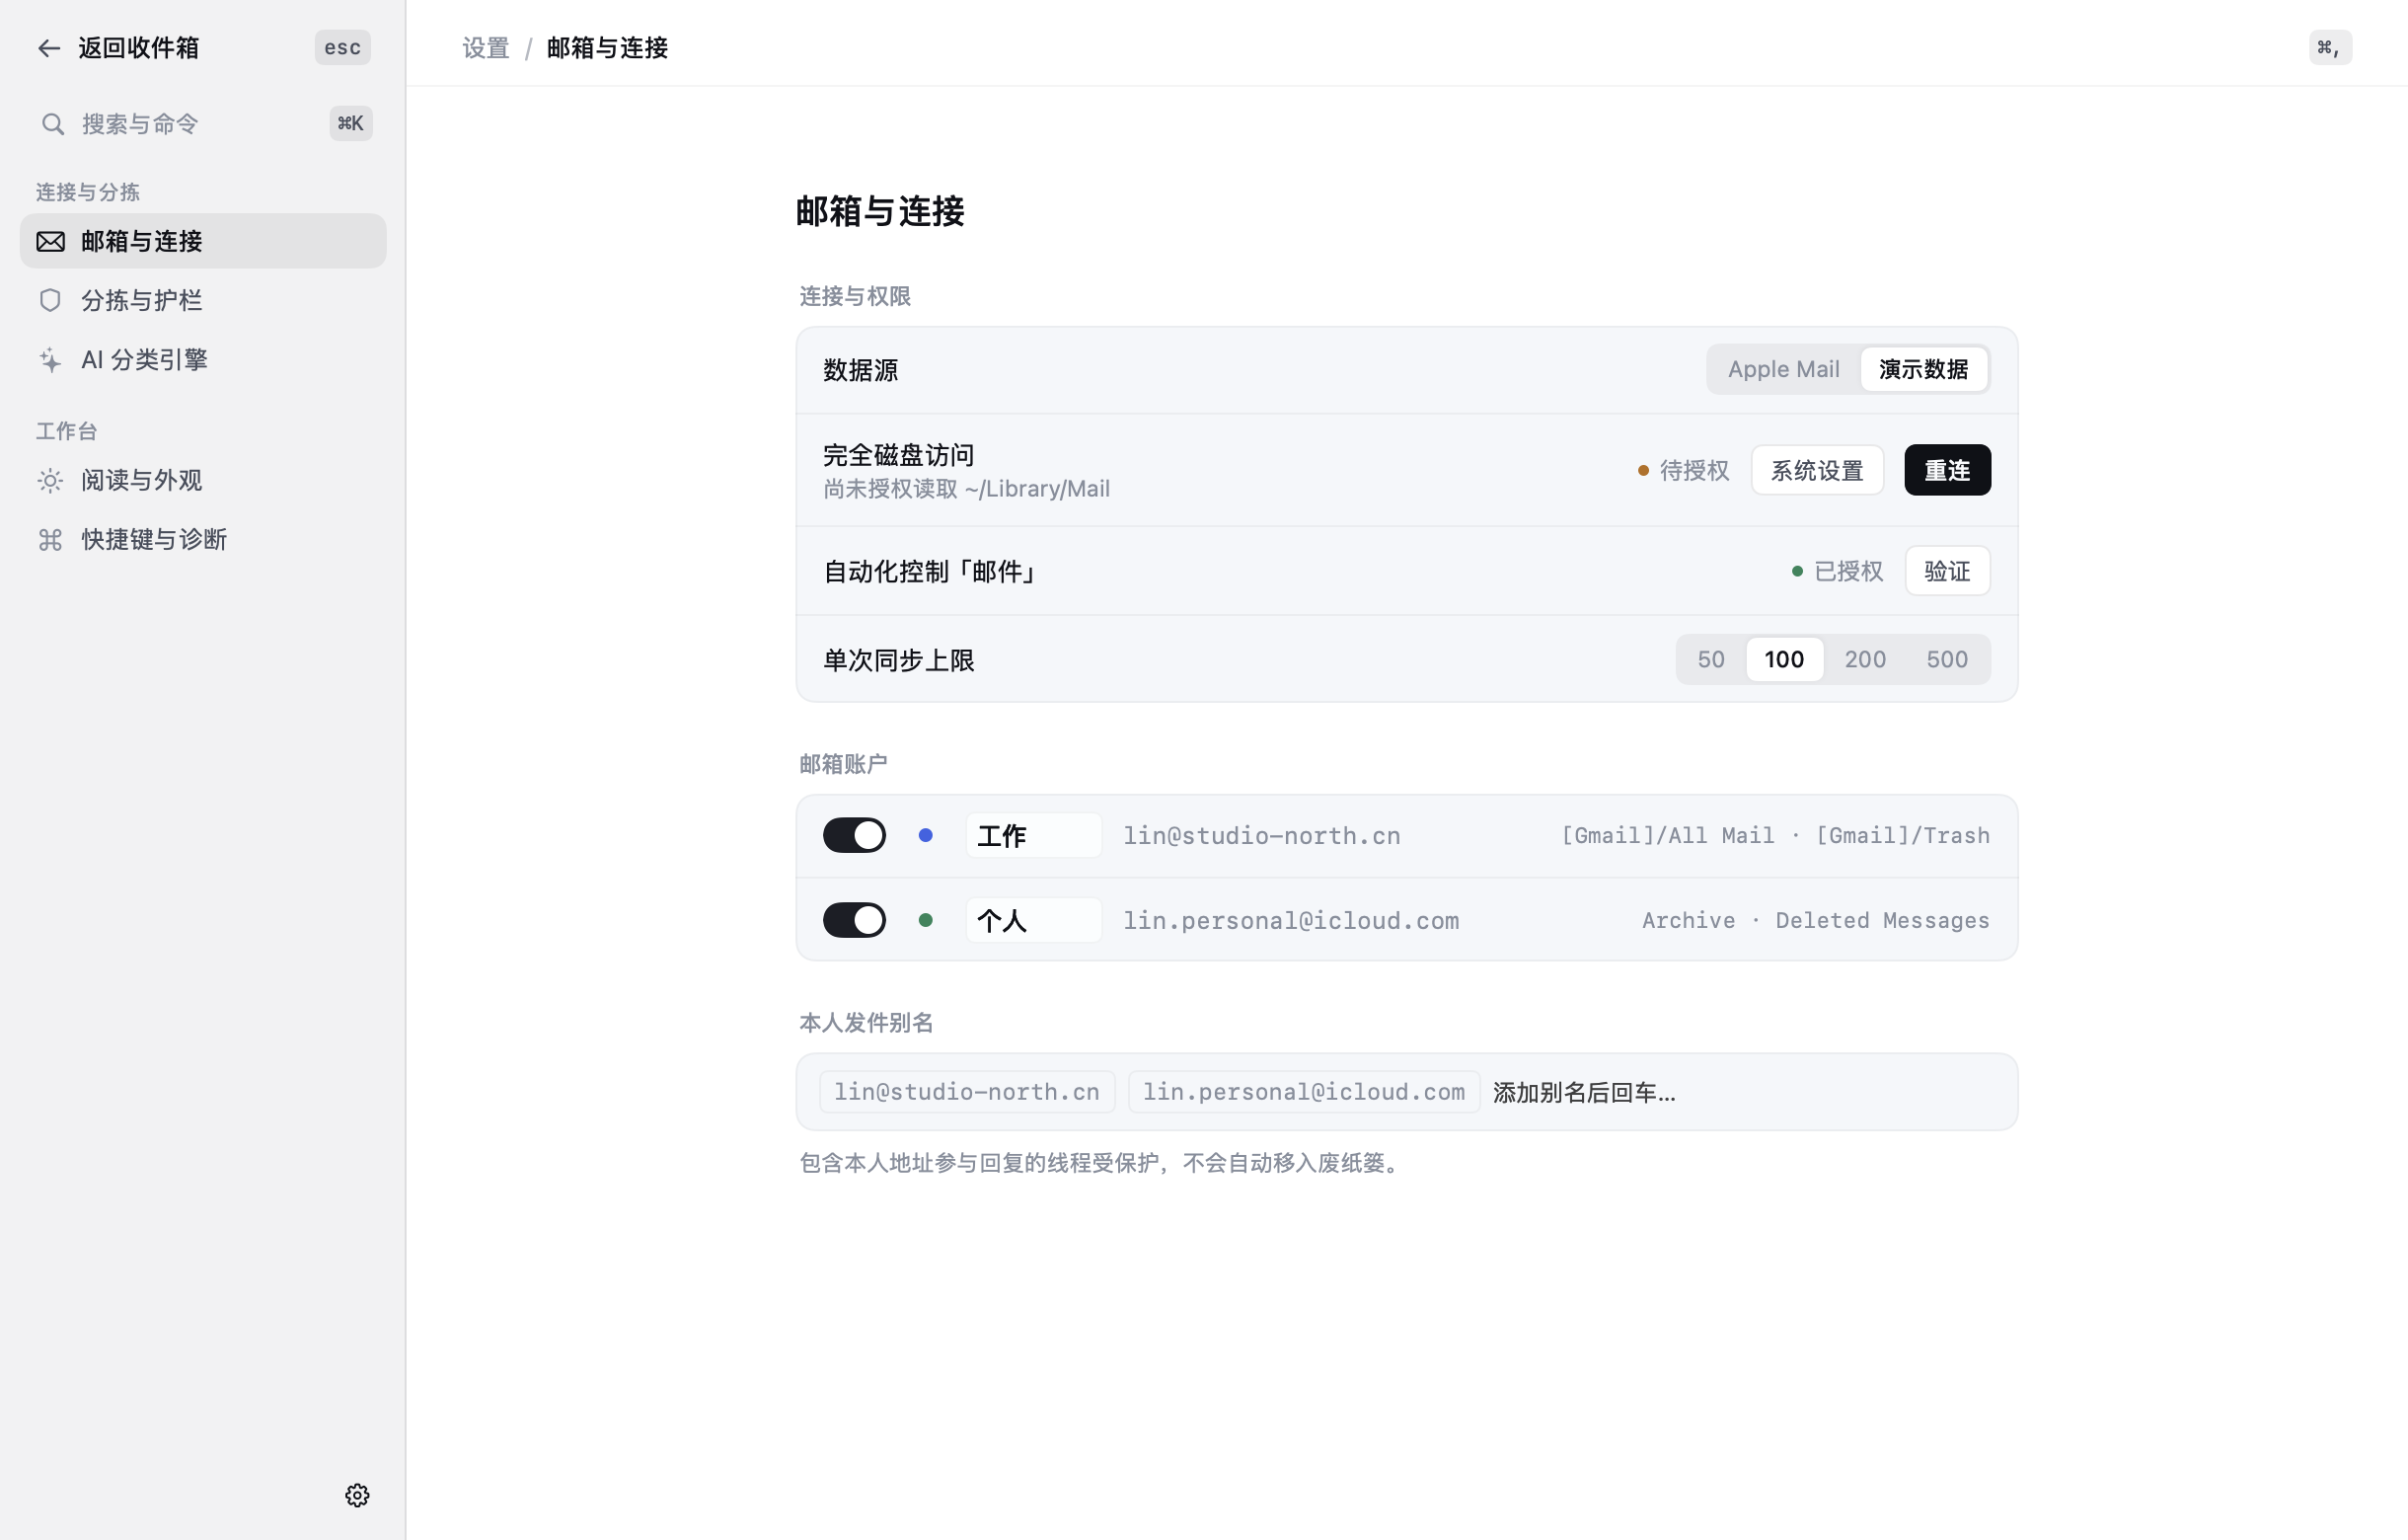 返回收件箱 esc
搜索与命令 ⌘K
连接与分拣
邮箱与连接
分拣与护栏
AI 分类引擎
工作台
阅读与外观
快捷键与诊断
设置 / 邮箱与连接 ⌘,
邮箱与连接
连接与权限
数据源 Apple Mail 演示数据
完全磁盘访问
尚未授权读取 ~/Library/Mail
待授权 系统设置 重连
自动化控制「邮件」 已授权 验证
单次同步上限 50 100 200 500
邮箱账户
工作 lin@studio-north.cn [Gmail]/All Mail · [Gmail]/Trash
个人 lin.personal@icloud.com Archive · Deleted Messages
本人发件别名
lin@studio-north.cn lin.personal@icloud.com 添加别名后回车...
包含本人地址参与回复的线程受保护，不会自动移入废纸篓。